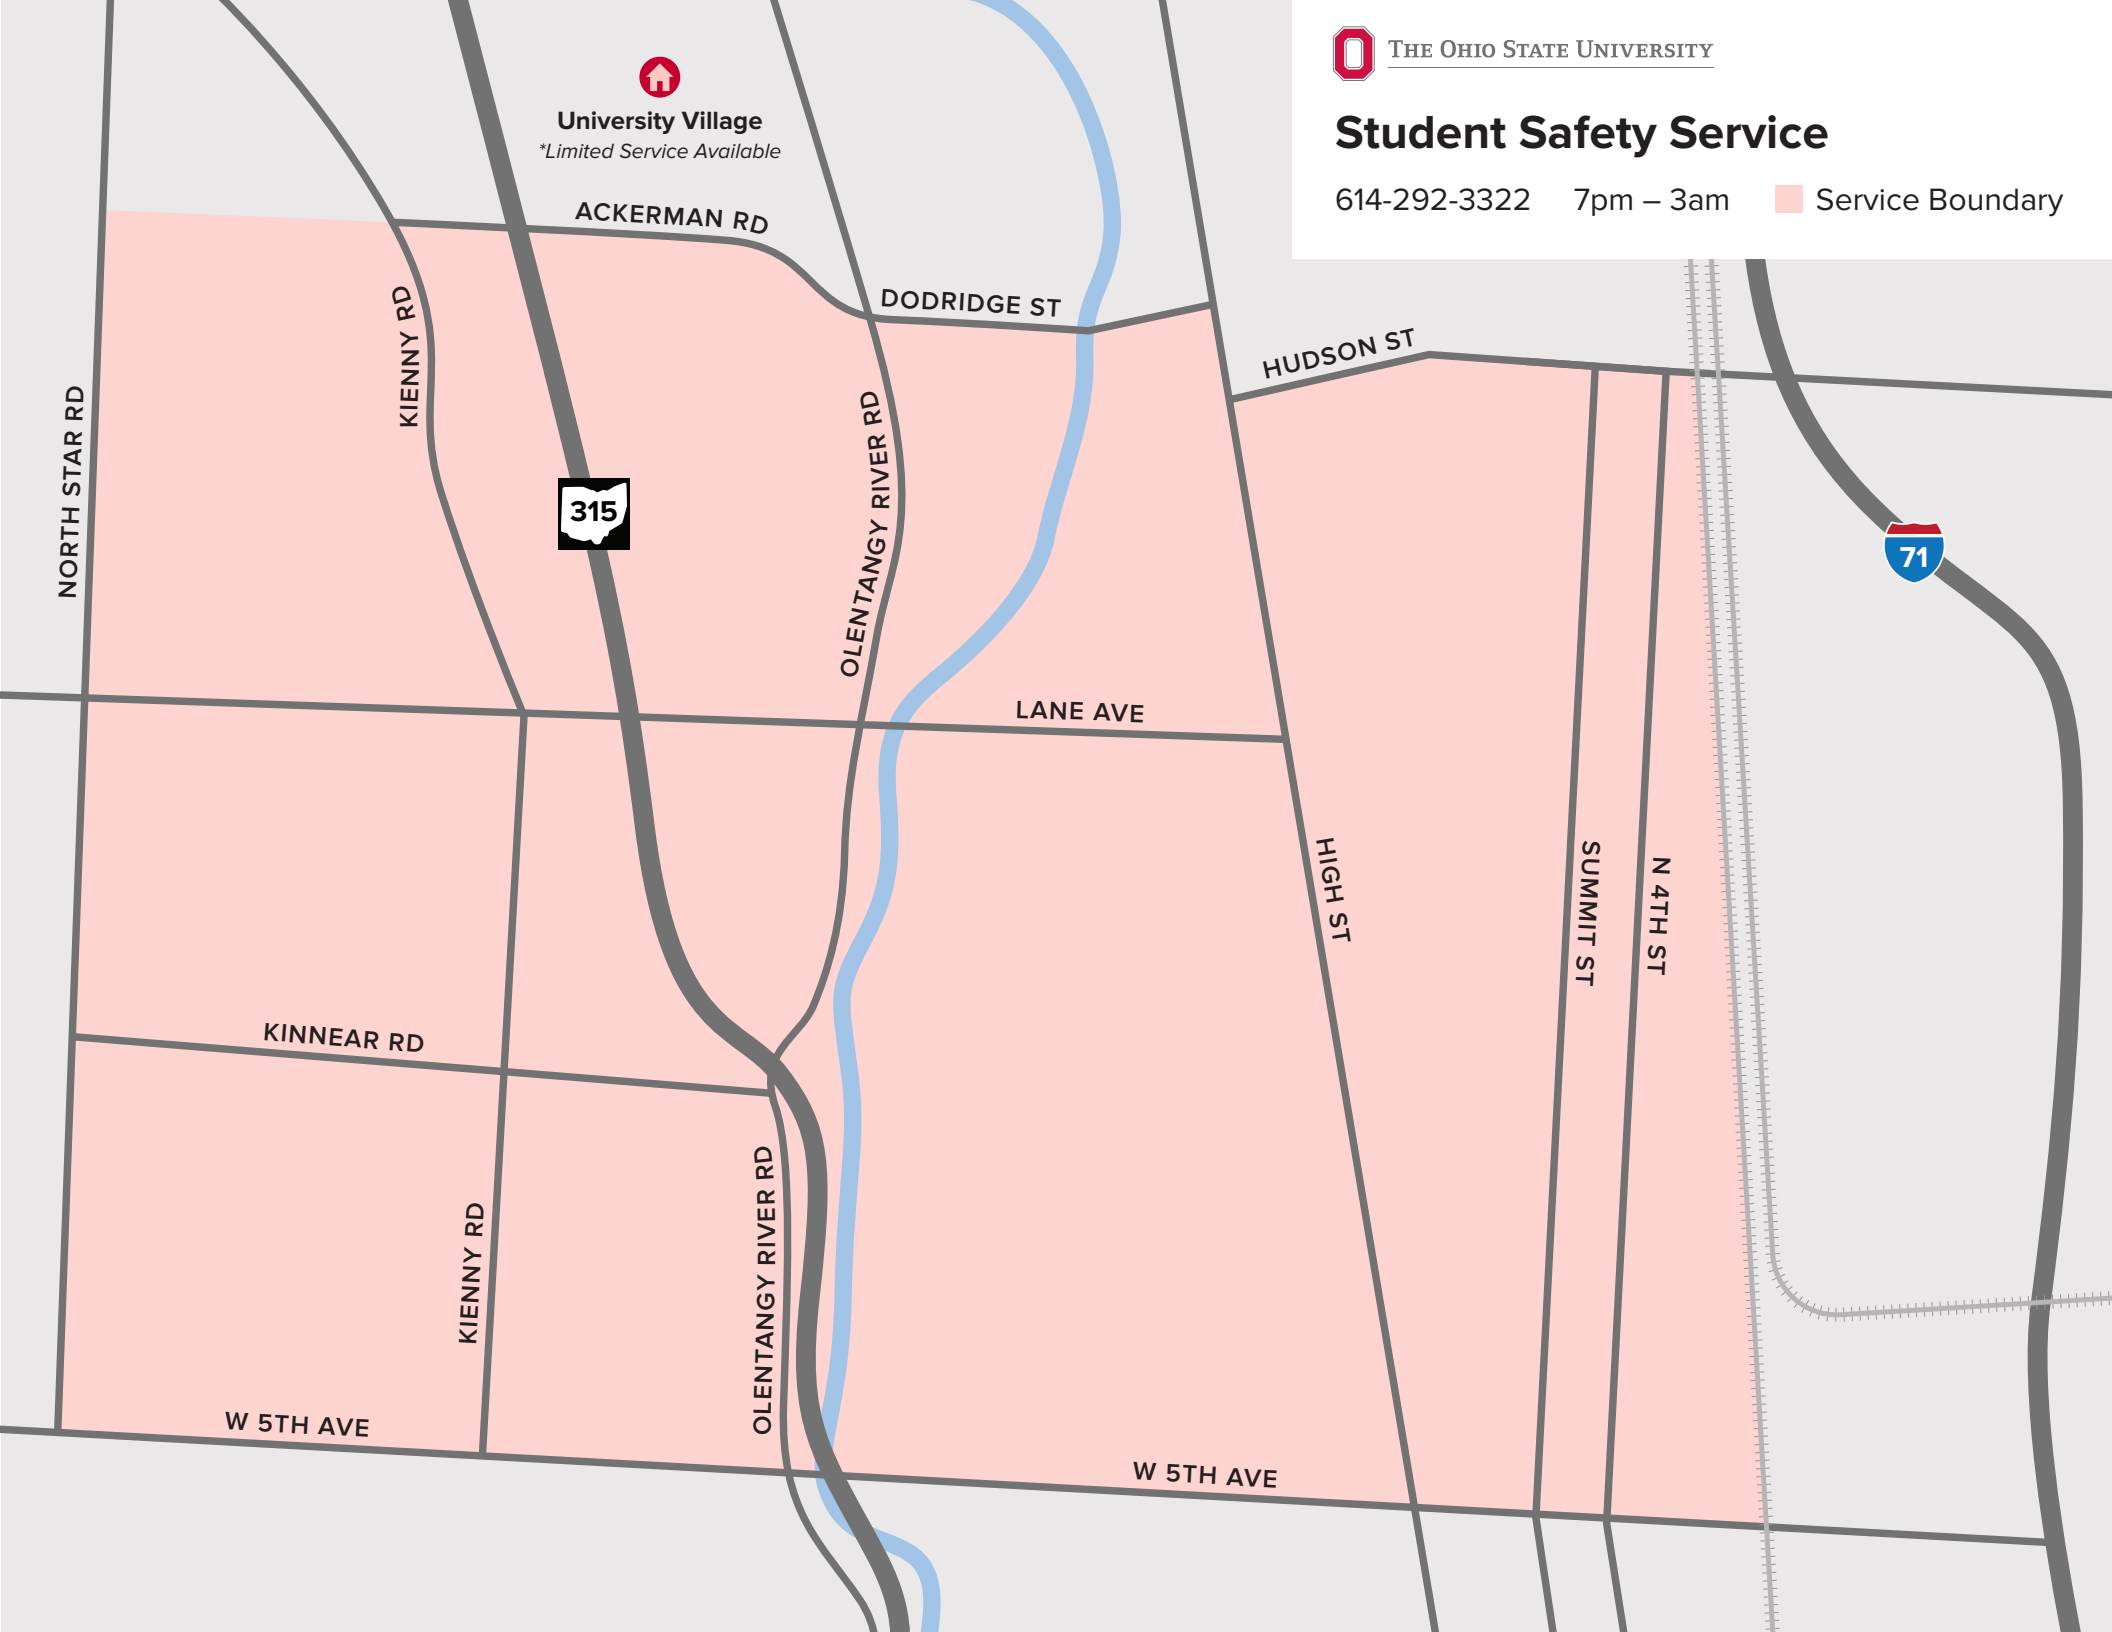 THE OHIO STATE UNIVERSITY
Student Safety Service
614-292-3322 7pm – 3am Service Boundary
University Village
*Limited Service Available
ACKERMAN RD
DODRIDGE ST
HUDSON ST
KIENNY RD
NORTH STAR RD
OLENTANGY RIVER RD
315
71
LANE AVE
HIGH ST
SUMMIT ST
N 4TH ST
KINNEAR RD
KIENNY RD
OLENTANGY RIVER RD
W 5TH AVE
W 5TH AVE